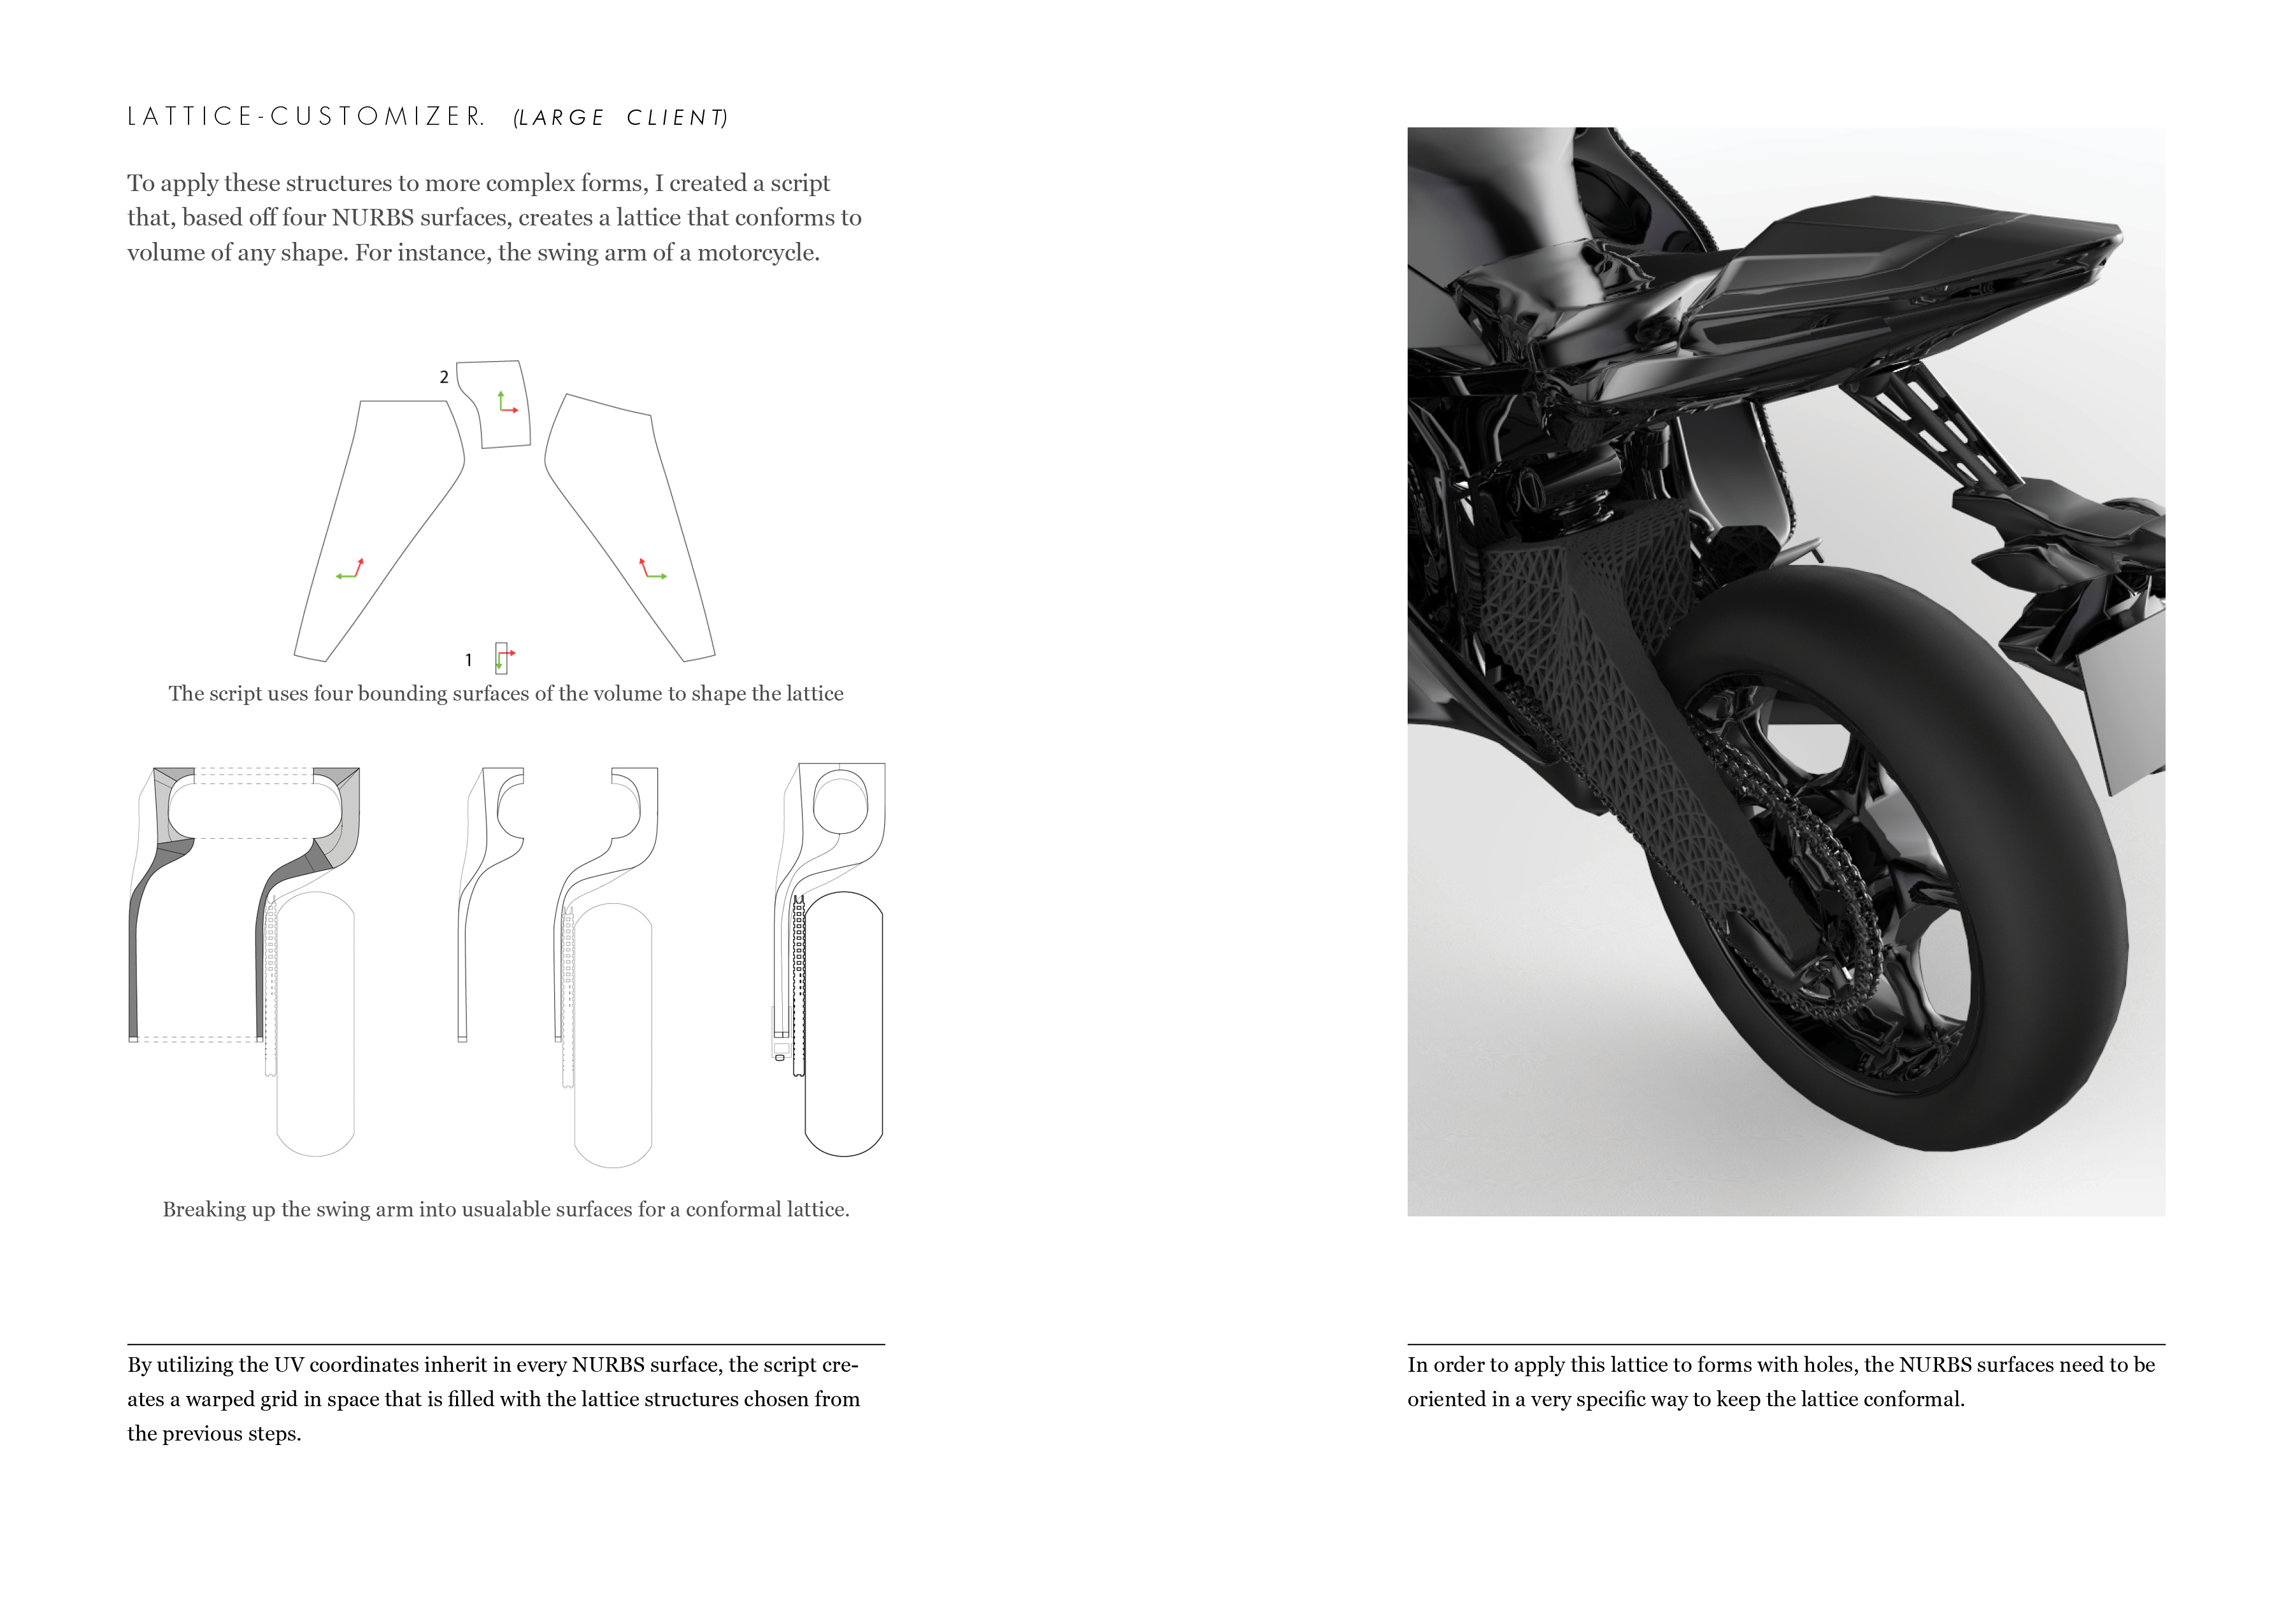 LATTICE-CUSTOMIZER. (LARGE CLIENT)
To apply these structures to more complex forms, I created a script
that, based off four NURBS surfaces, creates a lattice that conforms to
volume of any shape. For instance, the swing arm of a motorcycle.
2
1
The script uses four bounding surfaces of the volume to shape the lattice
Breaking up the swing arm into usualable surfaces for a conformal lattice.
By utilizing the UV coordinates inherit in every NURBS surface, the script cre-
ates a warped grid in space that is filled with the lattice structures chosen from
the previous steps.
In order to apply this lattice to forms with holes, the NURBS surfaces need to be
oriented in a very specific way to keep the lattice conformal.